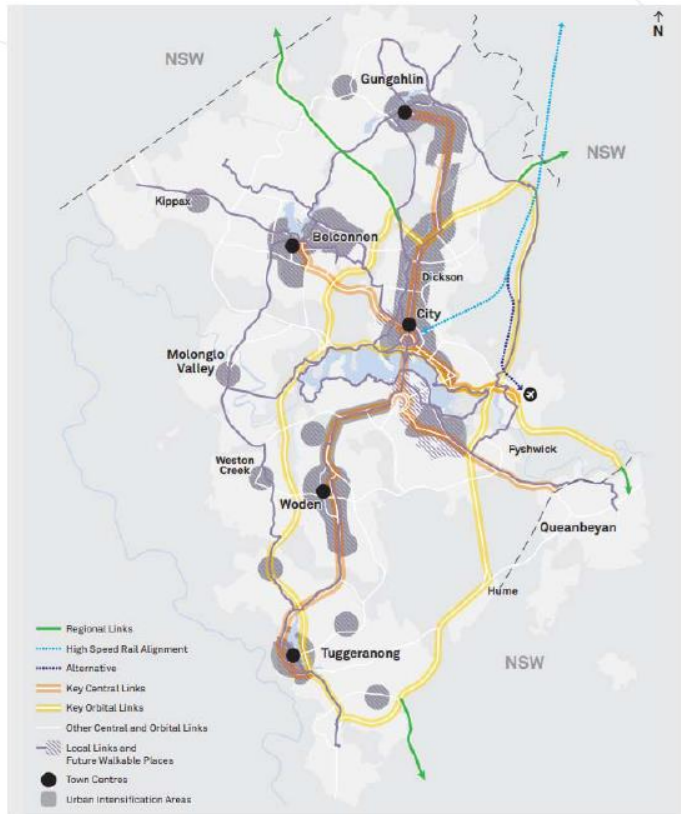 N
NSW
Gungahlin
NSW
Kippax
Belconnen
Dickson
City
Molonglo
Valley
Weston
Creek
Fyshwick
Woden
Queanbeyan
Hume
NSW
Tuggeranong
Regional Links
High Speed Rail Alignment
Alternative
Key Central Links
Key Orbital Links
Other Central and Orbital Links
Local Links and
Future Walkable Places
Town Centres
Urban Intensification Areas